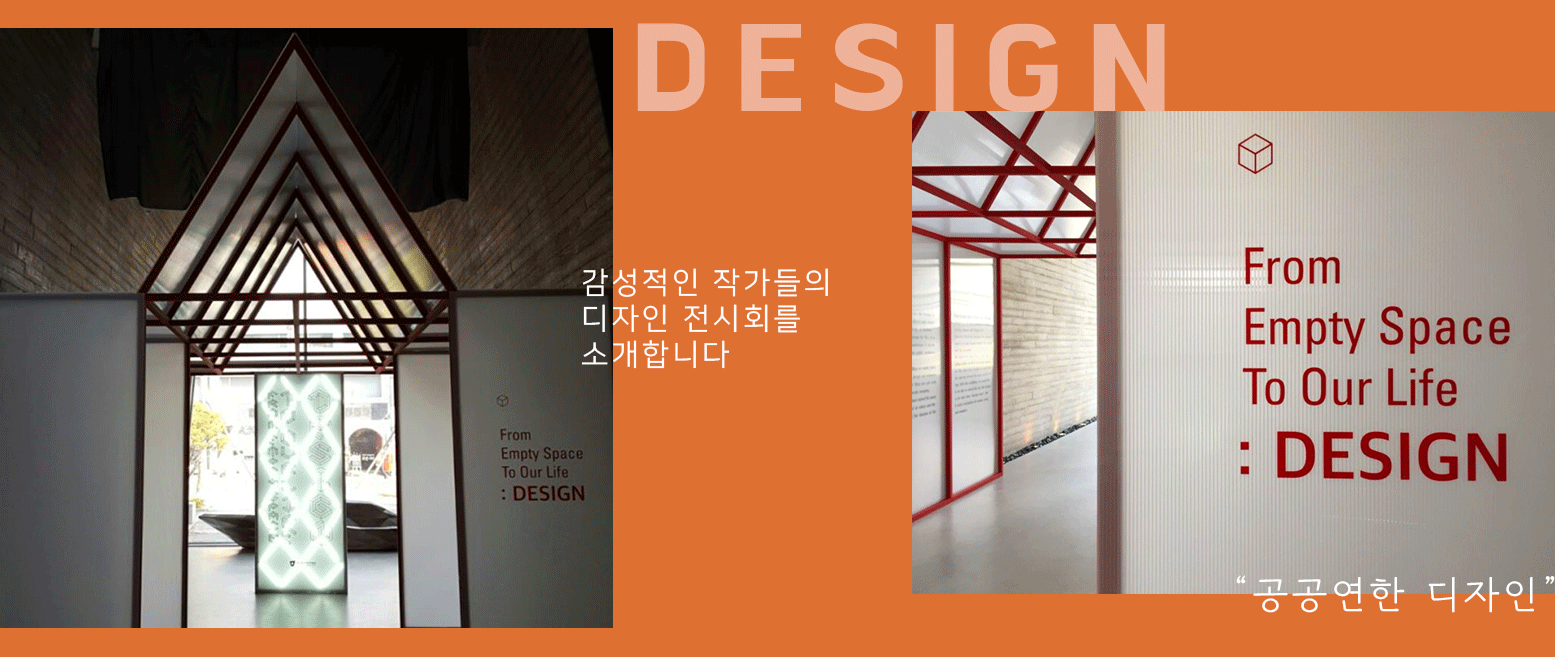 DESIGN
감성적인 작가들의
디자인 전시회를
소개합니다
From
Empty Space
To Our Life
: DESIGN
From
Empty Space
To Our Life
: DESIGN
“공공연한 디자인”